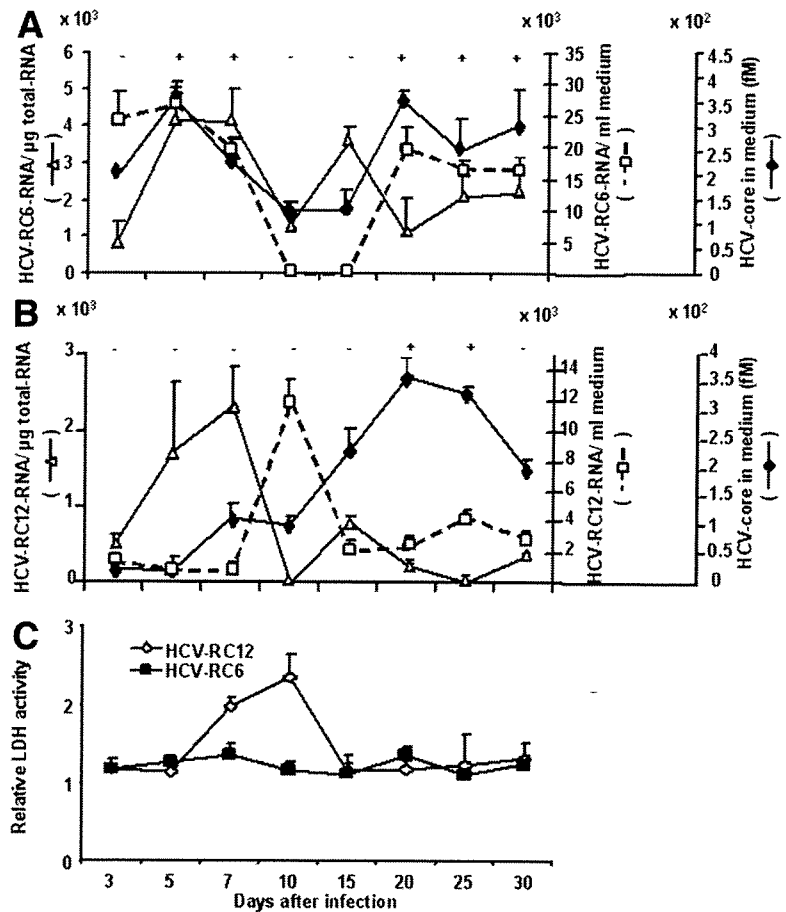 A
x 10³
x 10³
x 10²
HCV-RC6-RNA/ µg total-RNA
6
5
4
3
2
1
0
- + + - - + + +
35
30
25
20
15
10
5
HCV-RC6-RNA/ ml medium
4.5
4
3.5
3
2.5
2
1.5
1
0.5
0
HCV-core in medium (fM)
B
x 10³
x 10³
x 10²
HCV-RC12-RNA/ µg total-RNA
3
2
1
0
- - - - - + + -
14
12
10
8
6
4
2
HCV-RC12-RNA/ ml medium
4
3.5
3
2.5
2
1.5
1
0.5
0
HCV-core in medium (fM)
C
Relative LDH activity
3
2
1
0
HCV-RC12
HCV-RC6
3 5 7 10 15 20 25 30
Days after infection